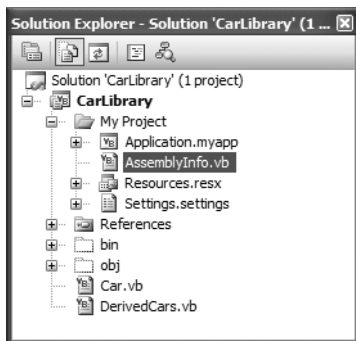 Solution Explorer - Solution 'CarLibrary' (1 ...
Solution 'CarLibrary' (1 project)
CarLibrary
My Project
Application.myapp
AssemblyInfo.vb
Resources.resx
Settings.settings
References
bin
obj
Car.vb
DerivedCars.vb